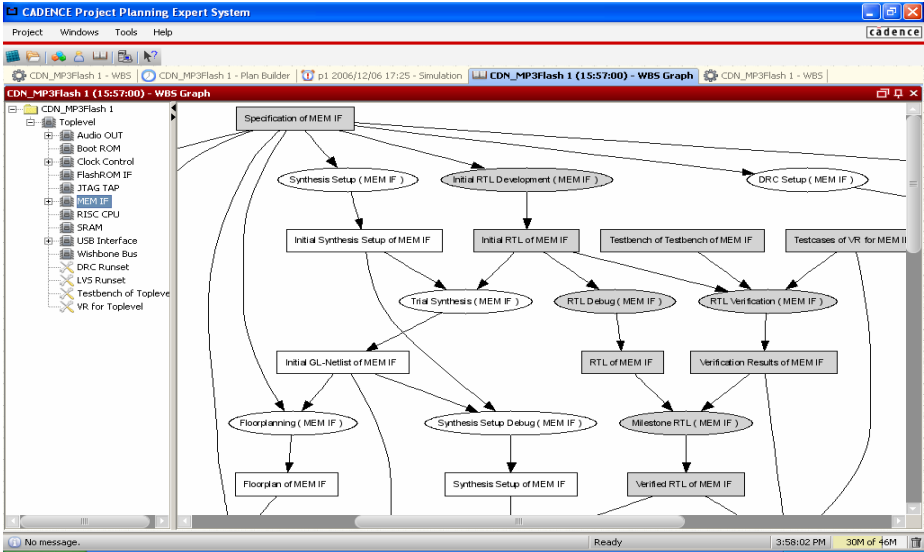 CADENCE Project Planning Expert System
Project Windows Tools Help
cādence
CDN_MP3Flash 1 - WBS CDN_MP3Flash 1 - Plan Builder p1 2006/12/06 17:25 - Simulation CDN_MP3Flash 1 (15:57:00) - WBS Graph CDN_MP3Flash 1 - WBS
CDN_MP3Flash 1 (15:57:00) - WBS Graph
CDN_MP3Flash 1
Toplevel
Audio OUT
Boot ROM
Clock Control
FlashROM IF
JTAG TAP
MEM IF
RISC CPU
SRAM
USB Interface
Wishbone Bus
DRC Runset
LVS Runset
Testbench of Topleve
VR for Toplevel
Specification of MEM IF
Synthesis Setup ( MEM IF )
Initial RTL Development ( MEM IF )
DRC Setup ( MEM IF )
Initial Synthesis Setup of MEM IF
Initial RTL of MEM IF
Testbench of Testbench of MEM IF
Testcases of VR for MEM I
Trial Synthesis ( MEM IF )
RTL Debug ( MEM IF )
RTL Verification ( MEM IF )
Initial GL-Netlist of MEM IF
RTL of MEM IF
Verification Results of MEM IF
Floorplanning ( MEM IF )
Synthesis Setup Debug ( MEM IF )
Milestone RTL ( MEM IF )
Floorplan of MEM IF
Synthesis Setup of MEM IF
Verified RTL of MEM IF
No message.
Ready
3:58:02 PM
30M of 46M